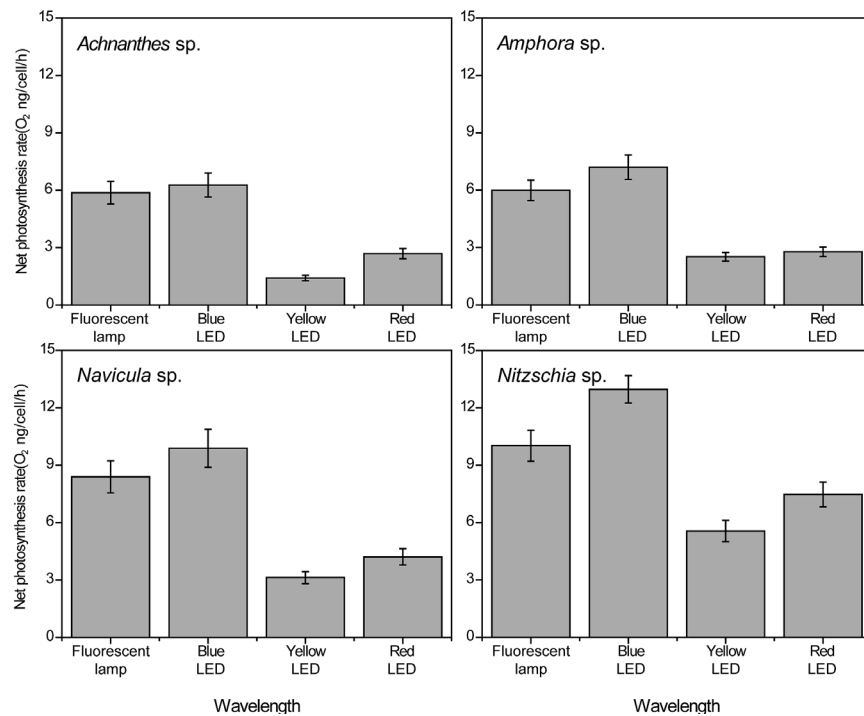 Achnanthes sp.
Amphora sp.
Net photosynthesis rate(O₂ ng/cell/h)
15
12
9
6
3
0
15
12
9
6
3
0
Fluorescent
lamp
Blue
LED
Yellow
LED
Red
LED
Fluorescent
lamp
Blue
LED
Yellow
LED
Red
LED
Navicula sp.
Nitzschia sp.
Net photosynthesis rate(O₂ ng/cell/h)
15
12
9
6
3
0
15
12
9
6
3
0
Fluorescent
lamp
Blue
LED
Yellow
LED
Red
LED
Fluorescent
lamp
Blue
LED
Yellow
LED
Red
LED
Wavelength
Wavelength